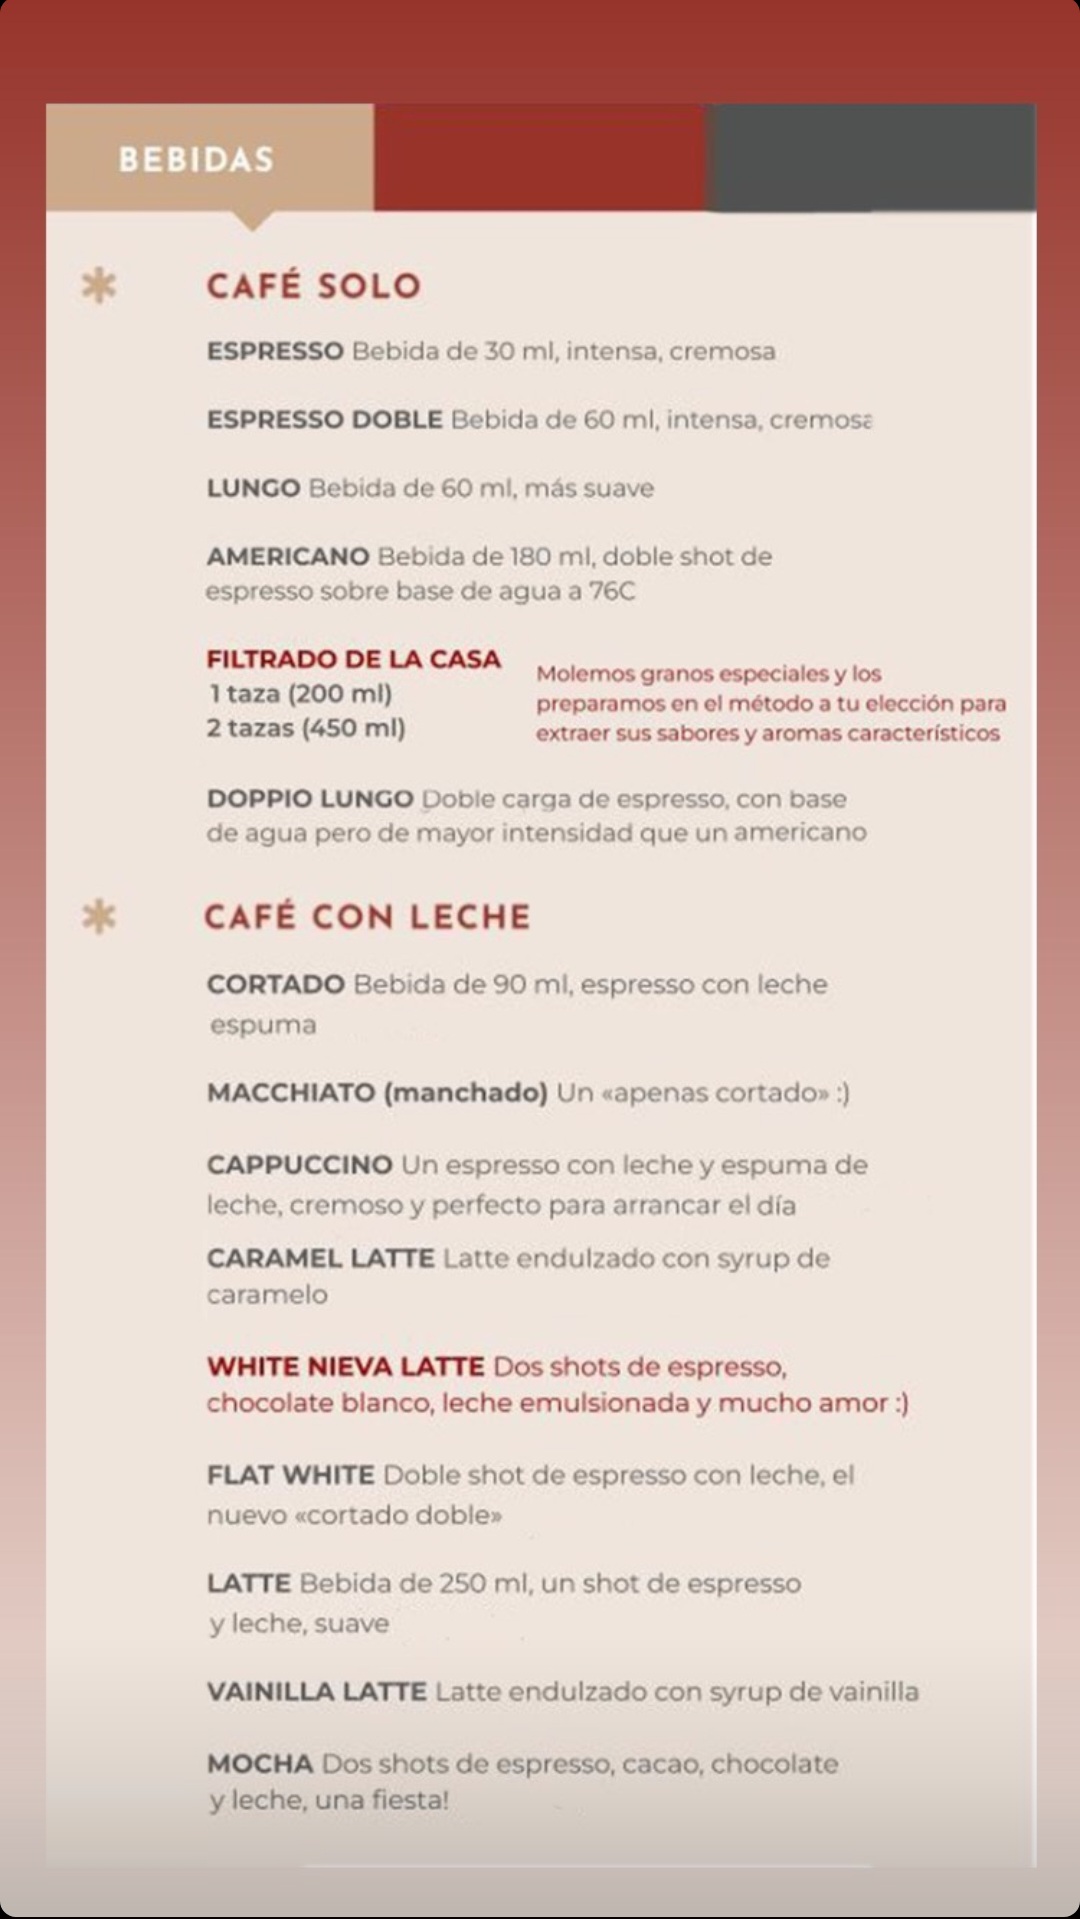 BEBIDAS
CAFÉ SOLO
ESPRESSO Bebida de 30 ml, intensa, cremosa
ESPRESSO DOBLE Bebida de 60 ml, intensa, cremosa
LUNGO Bebida de 60 ml, más suave
AMERICANO Bebida de 180 ml, doble shot de
espresso sobre base de agua a 76C
FILTRADO DE LA CASA
1 taza (200 ml)
2 tazas (450 ml)
Molemos granos especiales y los
preparamos en el método a tu elección para
extraer sus sabores y aromas característicos
DOPPIO LUNGO Doble carga de espresso, con base
de agua pero de mayor intensidad que un americano
CAFÉ CON LECHE
CORTADO Bebida de 90 ml, espresso con leche
espuma
MACCHIATO (manchado) Un «apenas cortado» :)
CAPPUCCINO Un espresso con leche y espuma de
leche, cremoso y perfecto para arrancar el día
CARAMEL LATTE Latte endulzado con syrup de
caramelo
WHITE NIEVA LATTE Dos shots de espresso,
chocolate blanco, leche emulsionada y mucho amor :)
FLAT WHITE Doble shot de espresso con leche, el
nuevo «cortado doble»
LATTE Bebida de 250 ml, un shot de espresso
y leche, suave
VAINILLA LATTE Latte endulzado con syrup de vainilla
MOCHA Dos shots de espresso, cacao, chocolate
y leche, una fiesta!